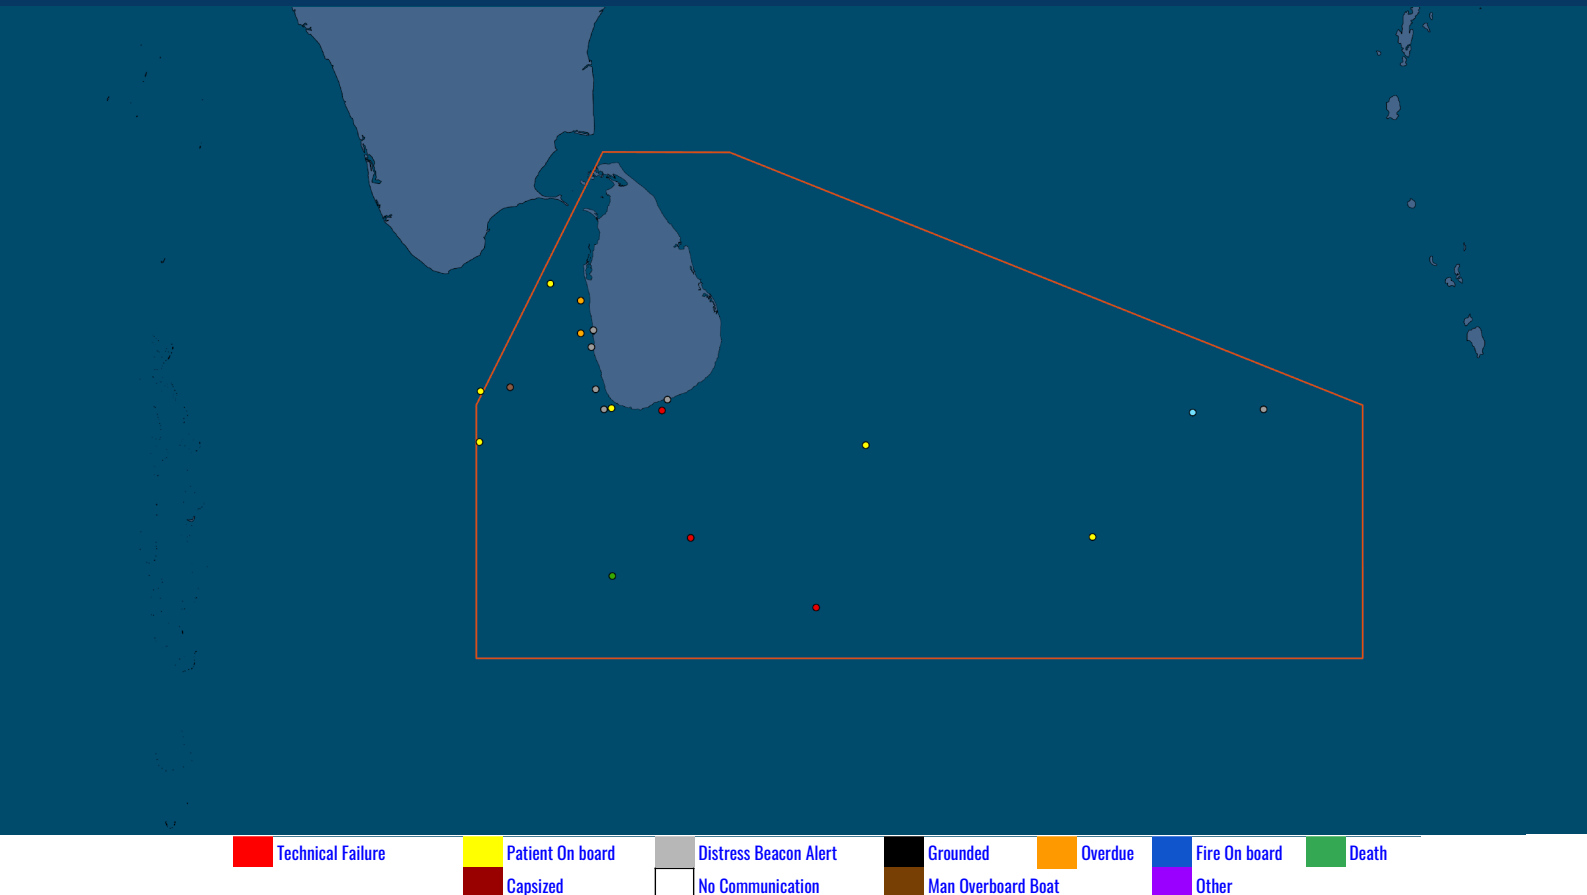 Technical Failure Patient On board Distress Beacon Alert Grounded Overdue Fire On board Death
Capsized No Communication Man Overboard Boat Other